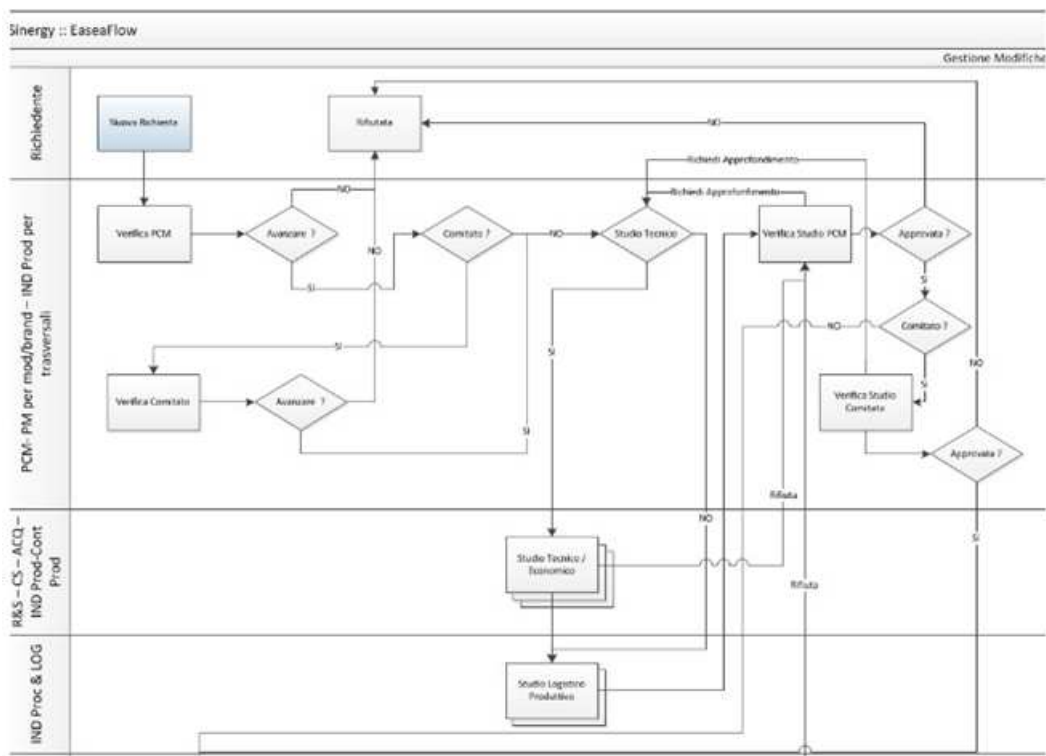 Sinergy :: EaseaFlow
Gestione Modifiche
Richiedente
Nuova Richiesta
Rifiutata
NO
Richiedi Approfondimento
PCM- PM per mod/brand – IND Prod per
trasversali
NO
Richiedi Approfondimento
Verifica PCM
Avanzare ?
Comitato ?
NO
Studio Tecnico
Verifica Studio PCM
Approvata ?
NO
SI
SI
Comitato ?
NO
SI
SI
NO
Verifica Comitato
Avanzare ?
SI
Verifica Studio
Comitato
SI
Approvata ?
Rifiuta
R&S – CS – ACQ –
IND Prod-Cont
Prod
NO
SI
Studio Tecnico /
Economico
Rifiuta
IND Proc & LOG
Studio Logistico
Produttivo